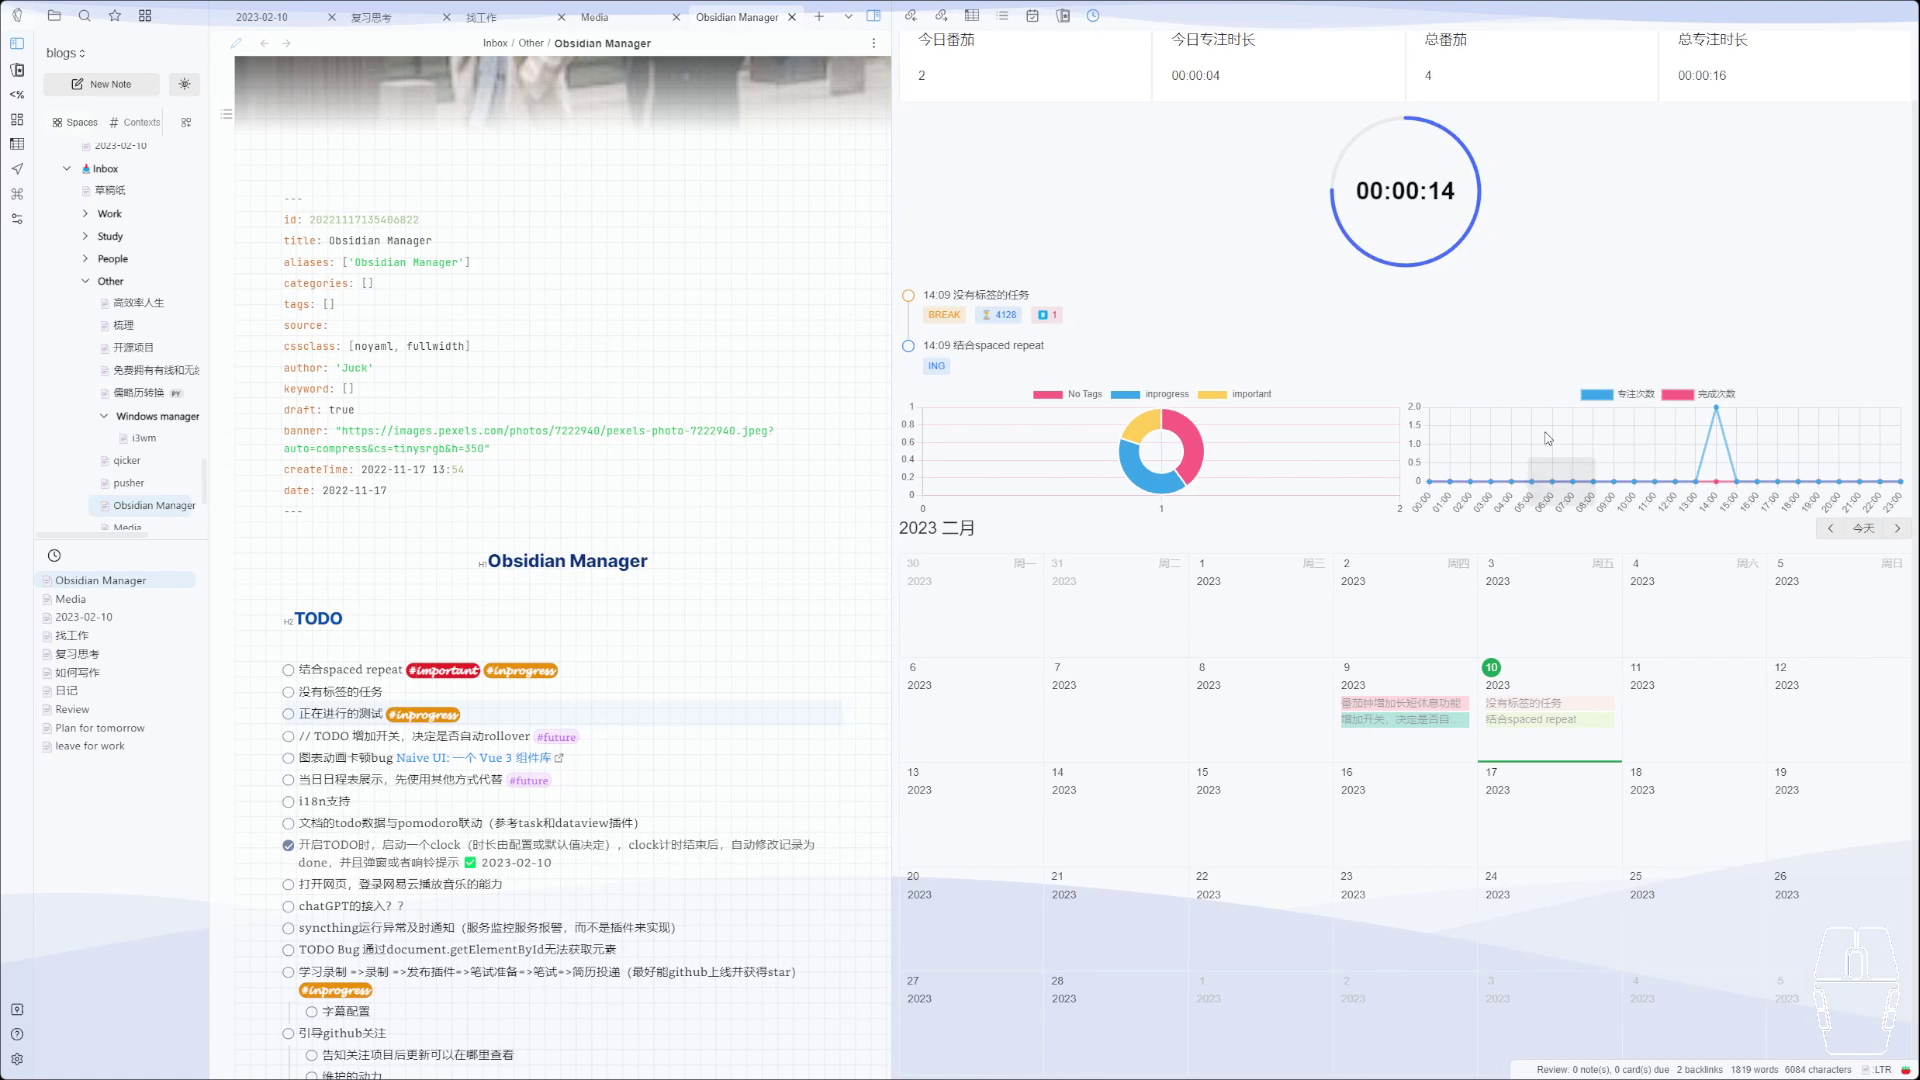 2023-02-10
复习思考
找工作
Media
Obsidian Manager
blogs
New Note
Spaces
Contexts
2023-02-10
Inbox
草稿纸
Work
Study
People
Other
高效率人生
梳理
开源项目
免费拥有有线和无线
儒略历转换 PY
Windows manager
i3wm
qicker
pusher
Obsidian Manager
Media
Obsidian Manager
Media
2023-02-10
找工作
复习思考
如何写作
日记
Review
Plan for tomorrow
leave for work
Inbox / Other / Obsidian Manager
---
id: 20221117135406822
title: Obsidian Manager
aliases: ['Obsidian Manager']
categories: []
tags: []
source:
cssclass: [noyaml, fullwidth]
author: 'Juck'
keyword: []
draft: true
banner: "https://images.pexels.com/photos/7222940/pexels-photo-7222940.jpeg?
auto=compress&cs=tinysrgb&h=350"
createTime: 2022-11-17 13:54
date: 2022-11-17
---
H1 Obsidian Manager
H2 TODO
结合spaced repeat #important #inprogress
没有标签的任务
正在进行的测试 #inprogress
// TODO 增加开关，决定是否自动rollover #future
图表动画卡顿bug Naive UI: 一个 Vue 3 组件库
当日日程表展示，先使用其他方式代替 #future
i18n支持
文档的todo数据与pomodoro联动（参考task和dataview插件）
开启TODO时，启动一个clock（时长由配置或默认值决定）, clock计时结束后，自动修改记录为
done，并且弹窗或者响铃提示 ✅ 2023-02-10
打开网页，登录网易云播放音乐的能力
chatGPT的接入？？
syncthing运行异常及时通知（服务监控服务报警，而不是插件来实现）
TODO Bug 通过document.getElementById无法获取元素
学习录制 =>录制 =>发布插件=>笔试准备=>笔试=>简历投递（最好能github上线并获得star）
#inprogress
字幕配置
引导github关注
告知关注项目后更新可以在哪里查看
维护的动力
今日番茄
2
今日专注时长
00:00:04
总番茄
4
总专注时长
00:00:16
00:00:14
14:09 没有标签的任务
BREAK
4128
1
14:09 结合spaced repeat
ING
No Tags inprogress important
1
0.8
0.6
0.4
0.2
0
0 1 2
专注次数 完成次数
2.0
1.5
1.0
0.5
0
00:00 01:00 02:00 03:00 04:00 05:00 06:00 07:00 08:00 09:00 10:00 11:00 12:00 13:00 14:00 15:00 16:00 17:00 18:00 19:00 20:00 21:00 22:00 23:00
2023 二月
今天
30 周一 31 周二 1 周三 2 周四 3 周五 4 周六 5 周日
2023 2023 2023 2023 2023 2023 2023
6 7 8 9 10 11 12
2023 2023 2023 2023 2023 2023 2023
番茄钟增加长短休息功能 没有标签的任务
增加开关，决定是否自... 结合spaced repeat
13 14 15 16 17 18 19
2023 2023 2023 2023 2023 2023 2023
20 21 22 23 24 25 26
2023 2023 2023 2023 2023 2023 2023
27 28 1 2 3 4 5
2023 2023 2023 2023 2023 2023 2023
Review: 0 note(s), 0 card(s) due 2 backlinks 1819 words 6084 characters :LTR